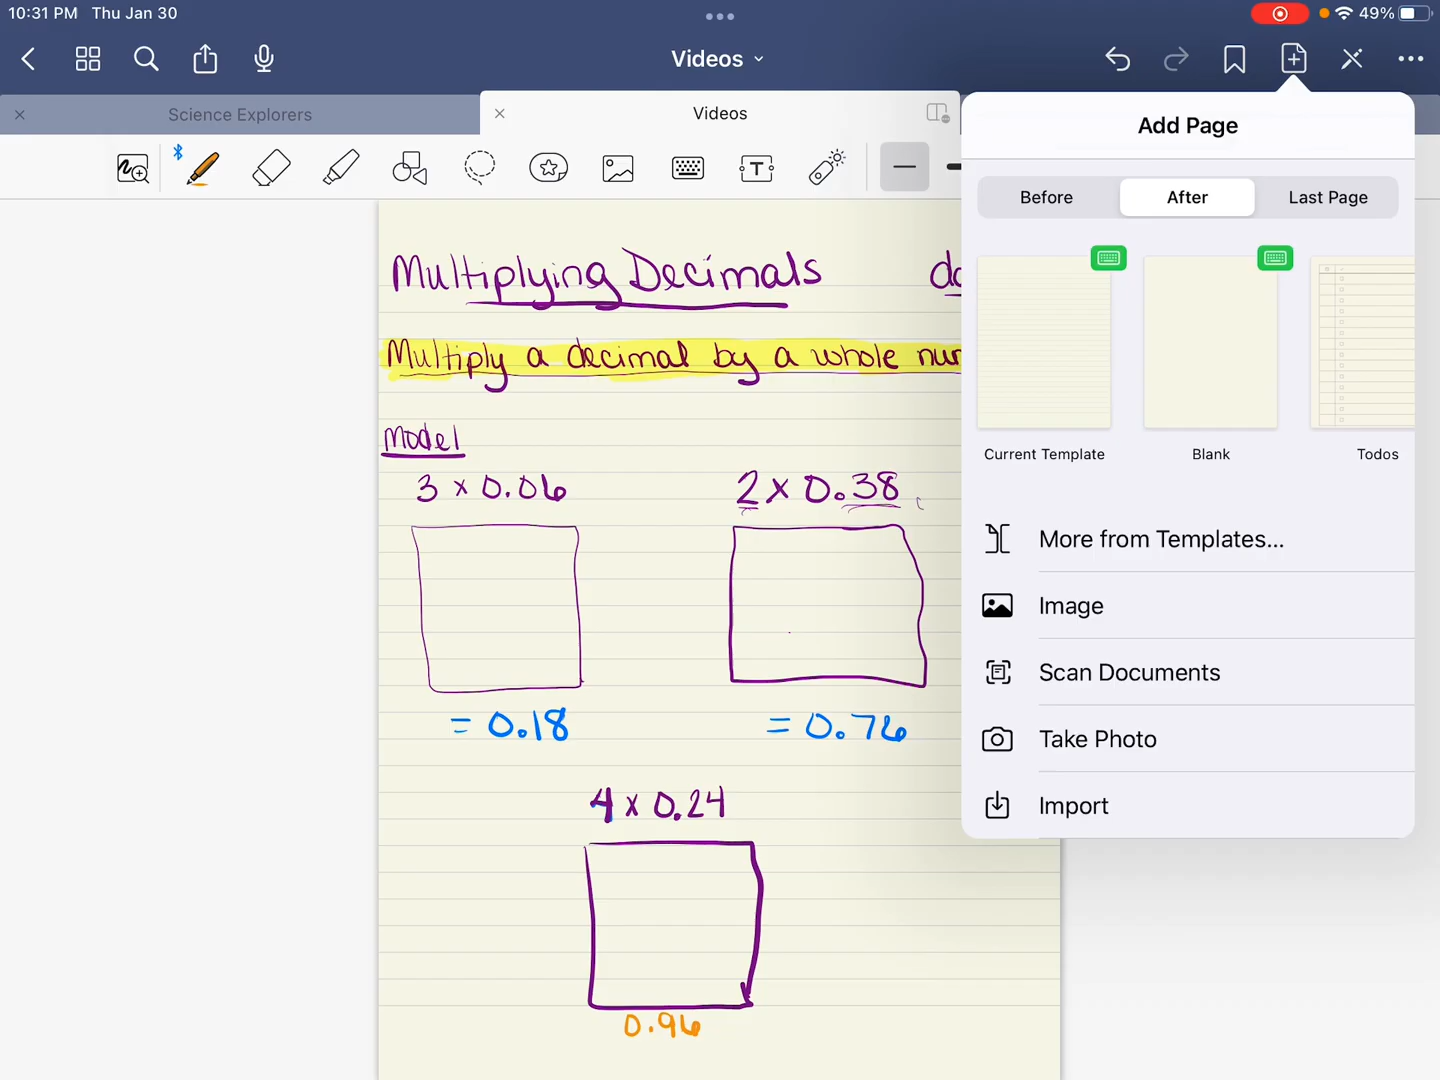 10:31 PM Thu Jan 30
49%
Videos
Science Explorers
Videos
Add Page
Before
After
Last Page
Current Template
Blank
Todos
More from Templates...
Image
Scan Documents
Take Photo
Import
Multiplying Decimals
Multiply a decimal by a whole
Model
3 x 0.06
2 x 0.38
= 0.18
= 0.76
4 x 0.24
0.96